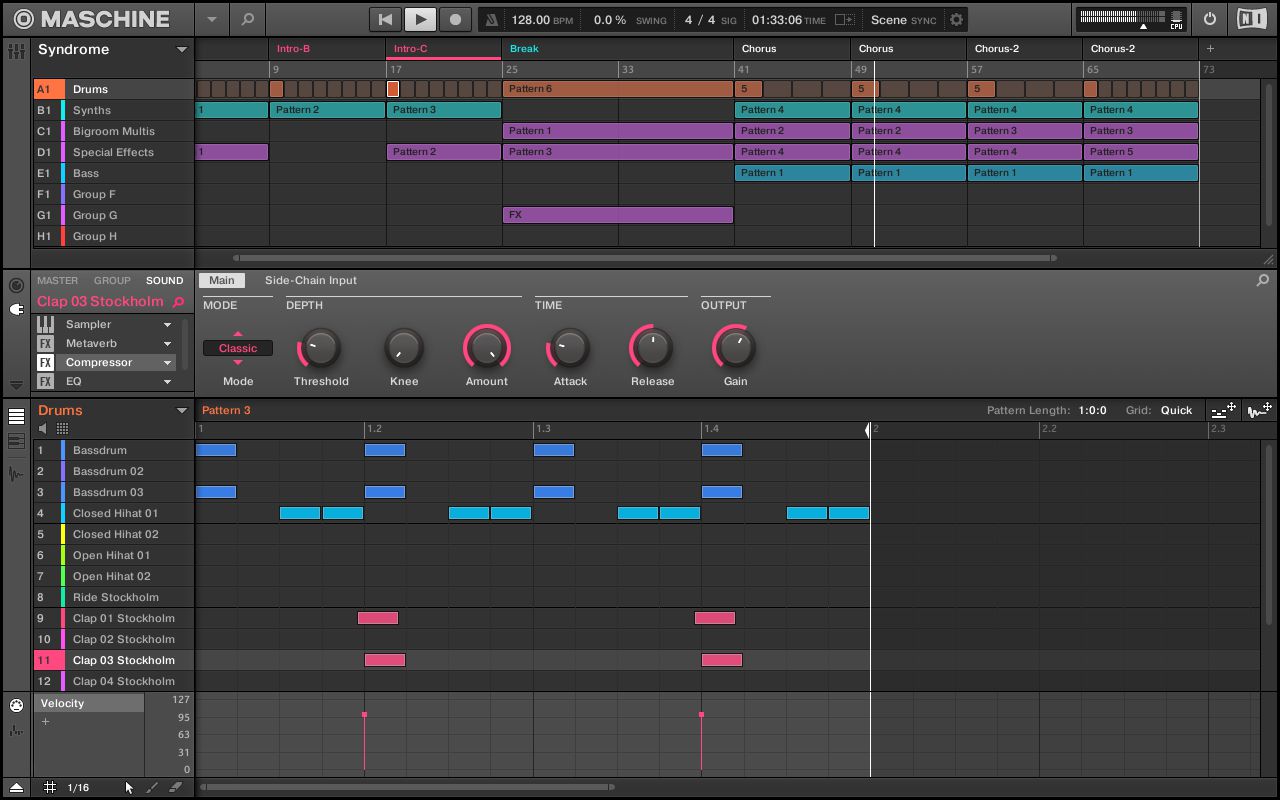 MASCHINE 128.00 BPM 0.0 % SWING 4 / 4 SIG 01:33:06 TIME Scene SYNC CPU NI
Syndrome Intro-B Intro-C Break Chorus Chorus Chorus-2 Chorus-2 +
9 17 25 33 41 49 57 65 73
A1 Drums Pattern 6 5 5 5
B1 Synths 1 Pattern 2 Pattern 3 Pattern 4 Pattern 4 Pattern 4 Pattern 4
C1 Bigroom Multis Pattern 1 Pattern 2 Pattern 2 Pattern 3 Pattern 3
D1 Special Effects 1 Pattern 2 Pattern 3 Pattern 4 Pattern 4 Pattern 4 Pattern 5
E1 Bass Pattern 1 Pattern 1 Pattern 1 Pattern 1
F1 Group F
G1 Group G FX
H1 Group H
MASTER GROUP SOUND Main Side-Chain Input
Clap 03 Stockholm MODE DEPTH TIME OUTPUT
Sampler
FX Metaverb Classic
FX Compressor
FX EQ Mode Threshold Knee Amount Attack Release Gain
Drums Pattern 3 Pattern Length: 1:0:0 Grid: Quick
1 1.2 1.3 1.4 2 2.2 2.3
1 Bassdrum
2 Bassdrum 02
3 Bassdrum 03
4 Closed Hihat 01
5 Closed Hihat 02
6 Open Hihat 01
7 Open Hihat 02
8 Ride Stockholm
9 Clap 01 Stockholm
10 Clap 02 Stockholm
11 Clap 03 Stockholm
12 Clap 04 Stockholm
Velocity 127
+ 95
63
31
0
1/16